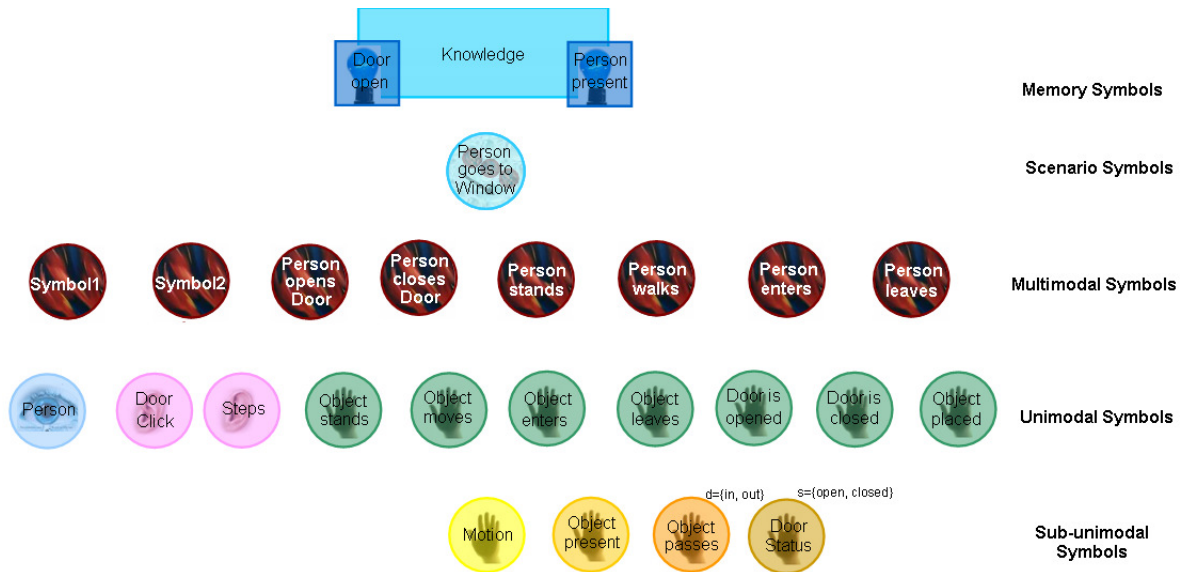 Door
open
Knowledge
Person
present
Memory Symbols
Person
goes to
Window
Scenario Symbols
Symbol1
Symbol2
Person
opens
Door
Person
closes
Door
Person
stands
Person
walks
Person
enters
Person
leaves
Multimodal Symbols
Person
Door
Click
Steps
Object
stands
Object
moves
Object
enters
Object
leaves
Door is
opened
Door is
closed
Object
placed
Unimodal Symbols
d={in, out}
s={open, closed}
Motion
Object
present
Object
passes
Door
Status
Sub-unimodal
Symbols